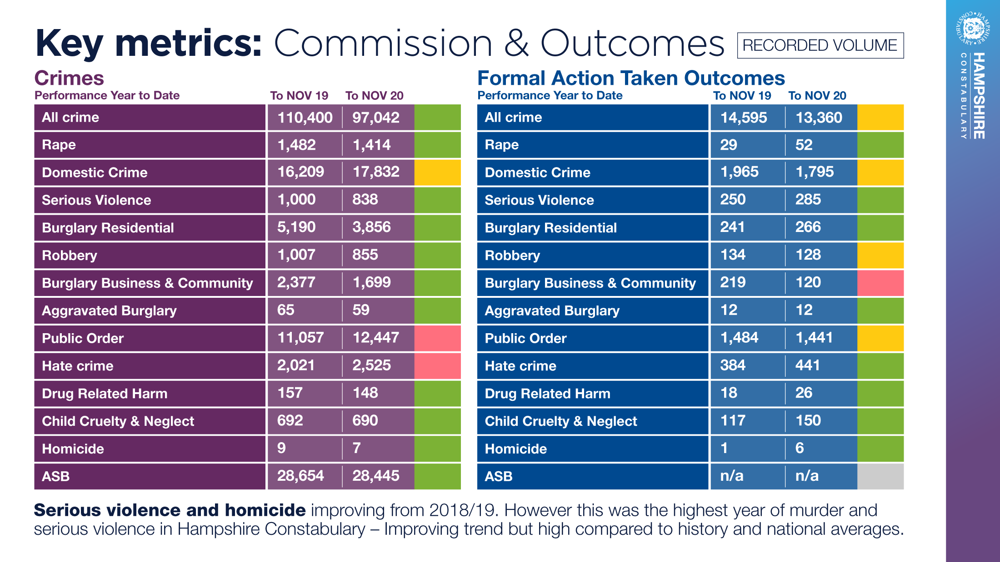 Key metrics: Commission & Outcomes RECORDED VOLUME
Crimes
Performance Year to Date To NOV 19 To NOV 20
All crime 110,400 97,042
Rape 1,482 1,414
Domestic Crime 16,209 17,832
Serious Violence 1,000 838
Burglary Residential 5,190 3,856
Robbery 1,007 855
Burglary Business & Community 2,377 1,699
Aggravated Burglary 65 59
Public Order 11,057 12,447
Hate crime 2,021 2,525
Drug Related Harm 157 148
Child Cruelty & Neglect 692 690
Homicide 9 7
ASB 28,654 28,445
Formal Action Taken Outcomes
Performance Year to Date To NOV 19 To NOV 20
All crime 14,595 13,360
Rape 29 52
Domestic Crime 1,965 1,795
Serious Violence 250 285
Burglary Residential 241 266
Robbery 134 128
Burglary Business & Community 219 120
Aggravated Burglary 12 12
Public Order 1,484 1,441
Hate crime 384 441
Drug Related Harm 18 26
Child Cruelty & Neglect 117 150
Homicide 1 6
ASB n/a n/a
Serious violence and homicide improving from 2018/19. However this was the highest year of murder and
serious violence in Hampshire Constabulary – Improving trend but high compared to history and national averages.
HAMPSHIRE • CONSTABULARY •
HAMPSHIRE
CONSTABULARY